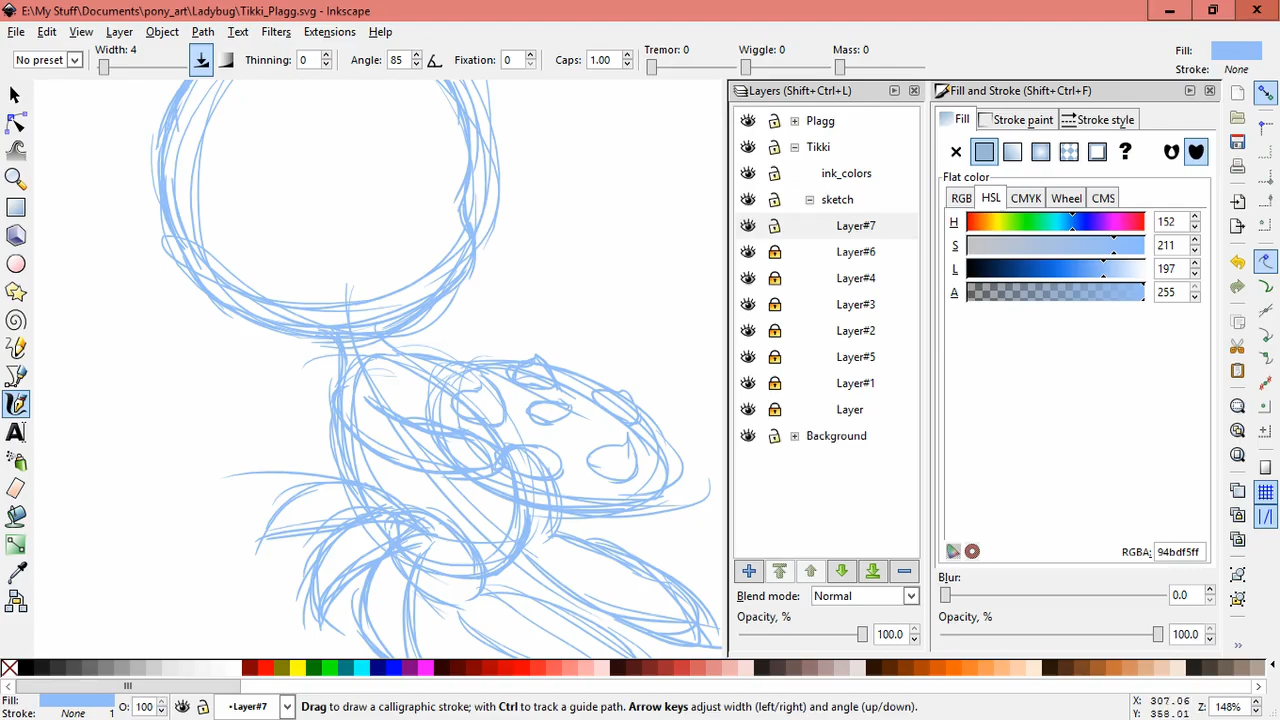 E:\My Stuff\Documents\pony_art\Ladybug\Tikki_Plagg.svg - Inkscape
File Edit View Layer Object Path Filters Text Extensions Help
No preset Width: 4 Thinning: 0 Angle: 85 Fixation: 0 Caps: 1.00 Tremor: 0 Wiggle: 0 Mass: 0 Fill:
Stroke: None
Layers (Shift+Ctrl+L) Fill and Stroke (Shift+Ctrl+F)
Plagg
Tikki
ink_colors
sketch
Layer#7
Layer#6
Layer#4
Layer#3
Layer#2
Layer#5
Layer#1
Layer
Background
Blend mode: Normal
Opacity, % 100.0
Fill Stroke paint Stroke style
Flat color
RGB HSL CMYK Wheel CMS
H 152
S 211
L 197
A 255
RGBA: 94bdf5ff
Blur:
0.0
Opacity, %
100.0
Fill:
Stroke: None 1 O: 100 •Layer#7 Drag to draw a calligraphic stroke; with Ctrl to track a guide path. Arrow keys adjust width (left/right) and angle (up/down).
X: 307.06
Y: 358.01 Z: 148%